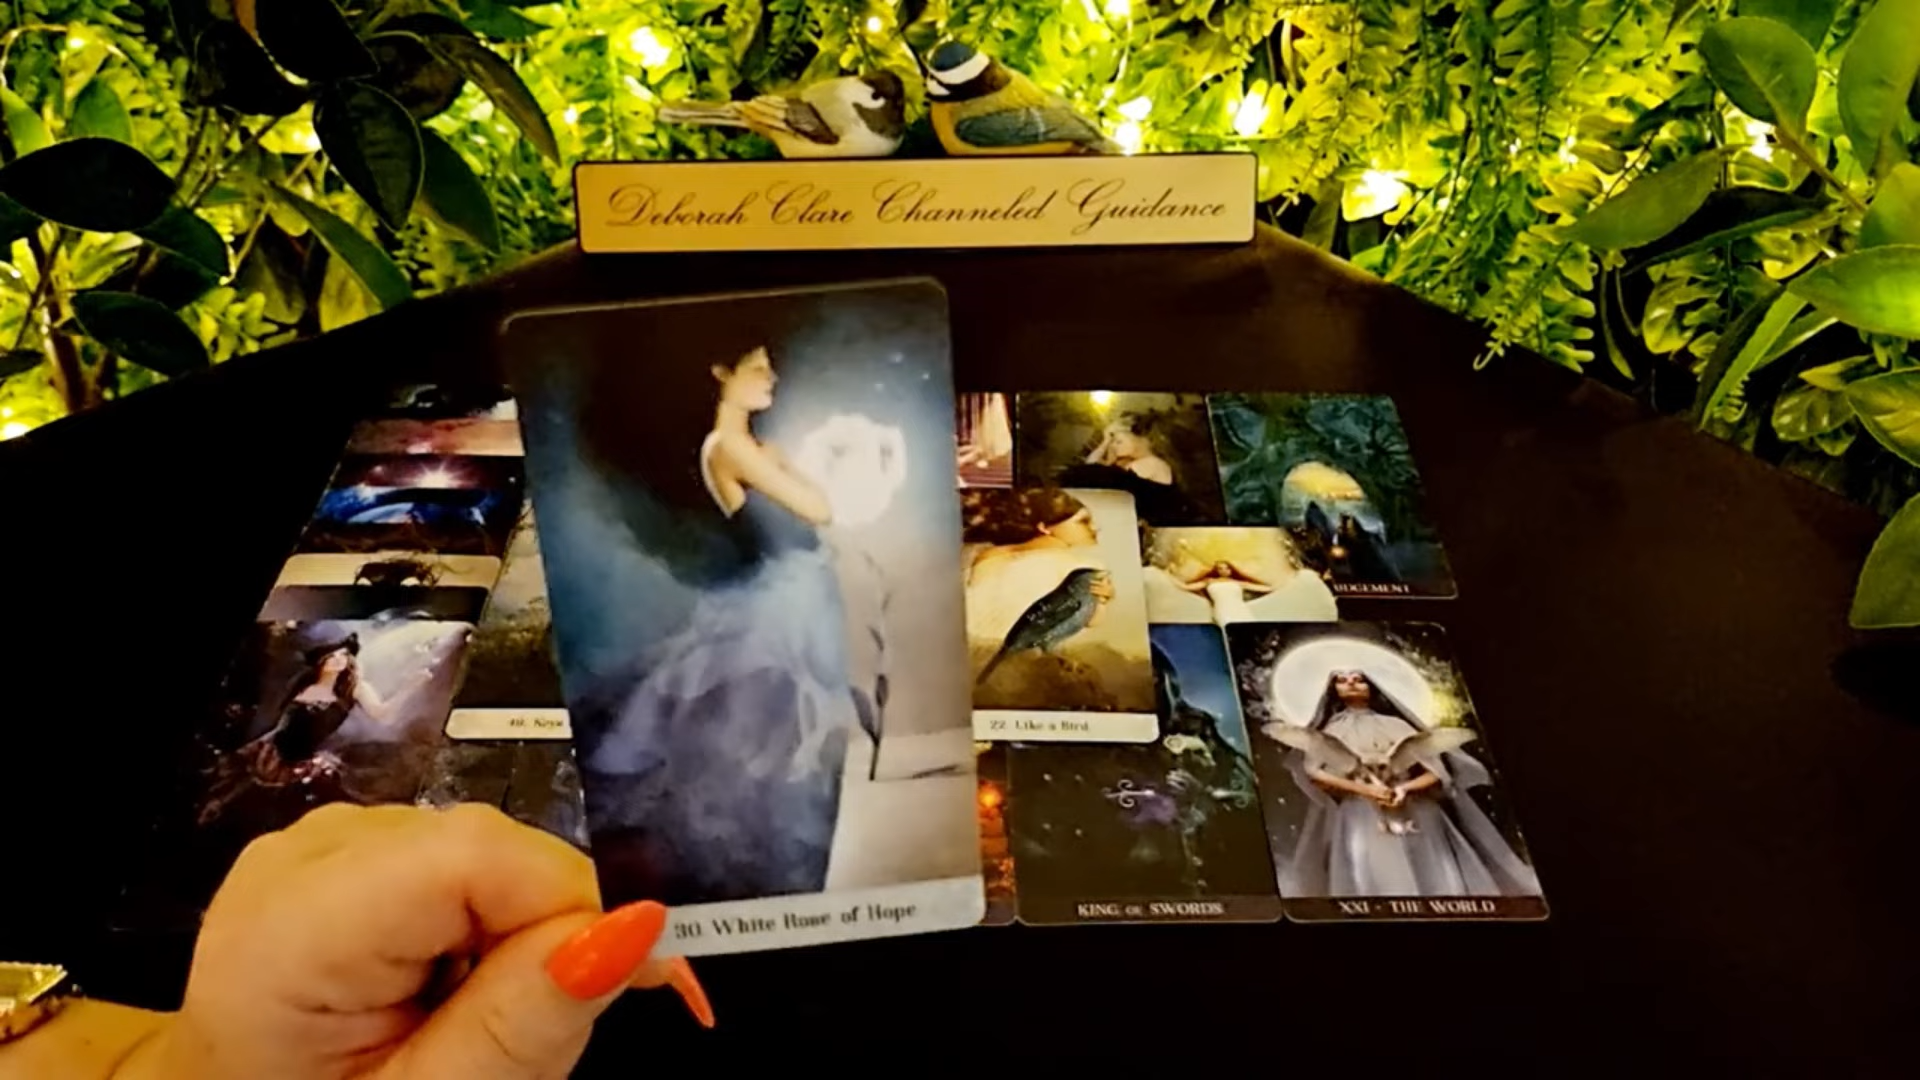 Deborah Clare Channeled Guidance
30. White Rose of Hope
22. Like a Bird
JUDGEMENT
KING OF SWORDS
XXI - THE WORLD